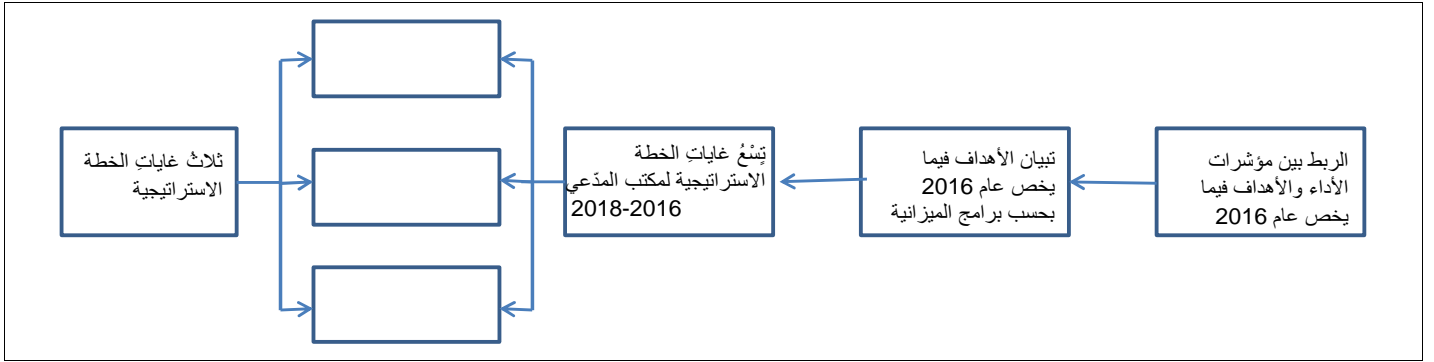 الربط بين مؤشرات
الأداء والأهداف فيما
يخص عام 2016
تبيان الأهداف فيما
يخص عام 2016
بحسب برامج الميزانية
تِسْعُ غاياتِ الخطة
الاستراتيجية لمكتب المدّعي
2018-2016
ثلاثُ غاياتِ الخطة
الاستراتيجية